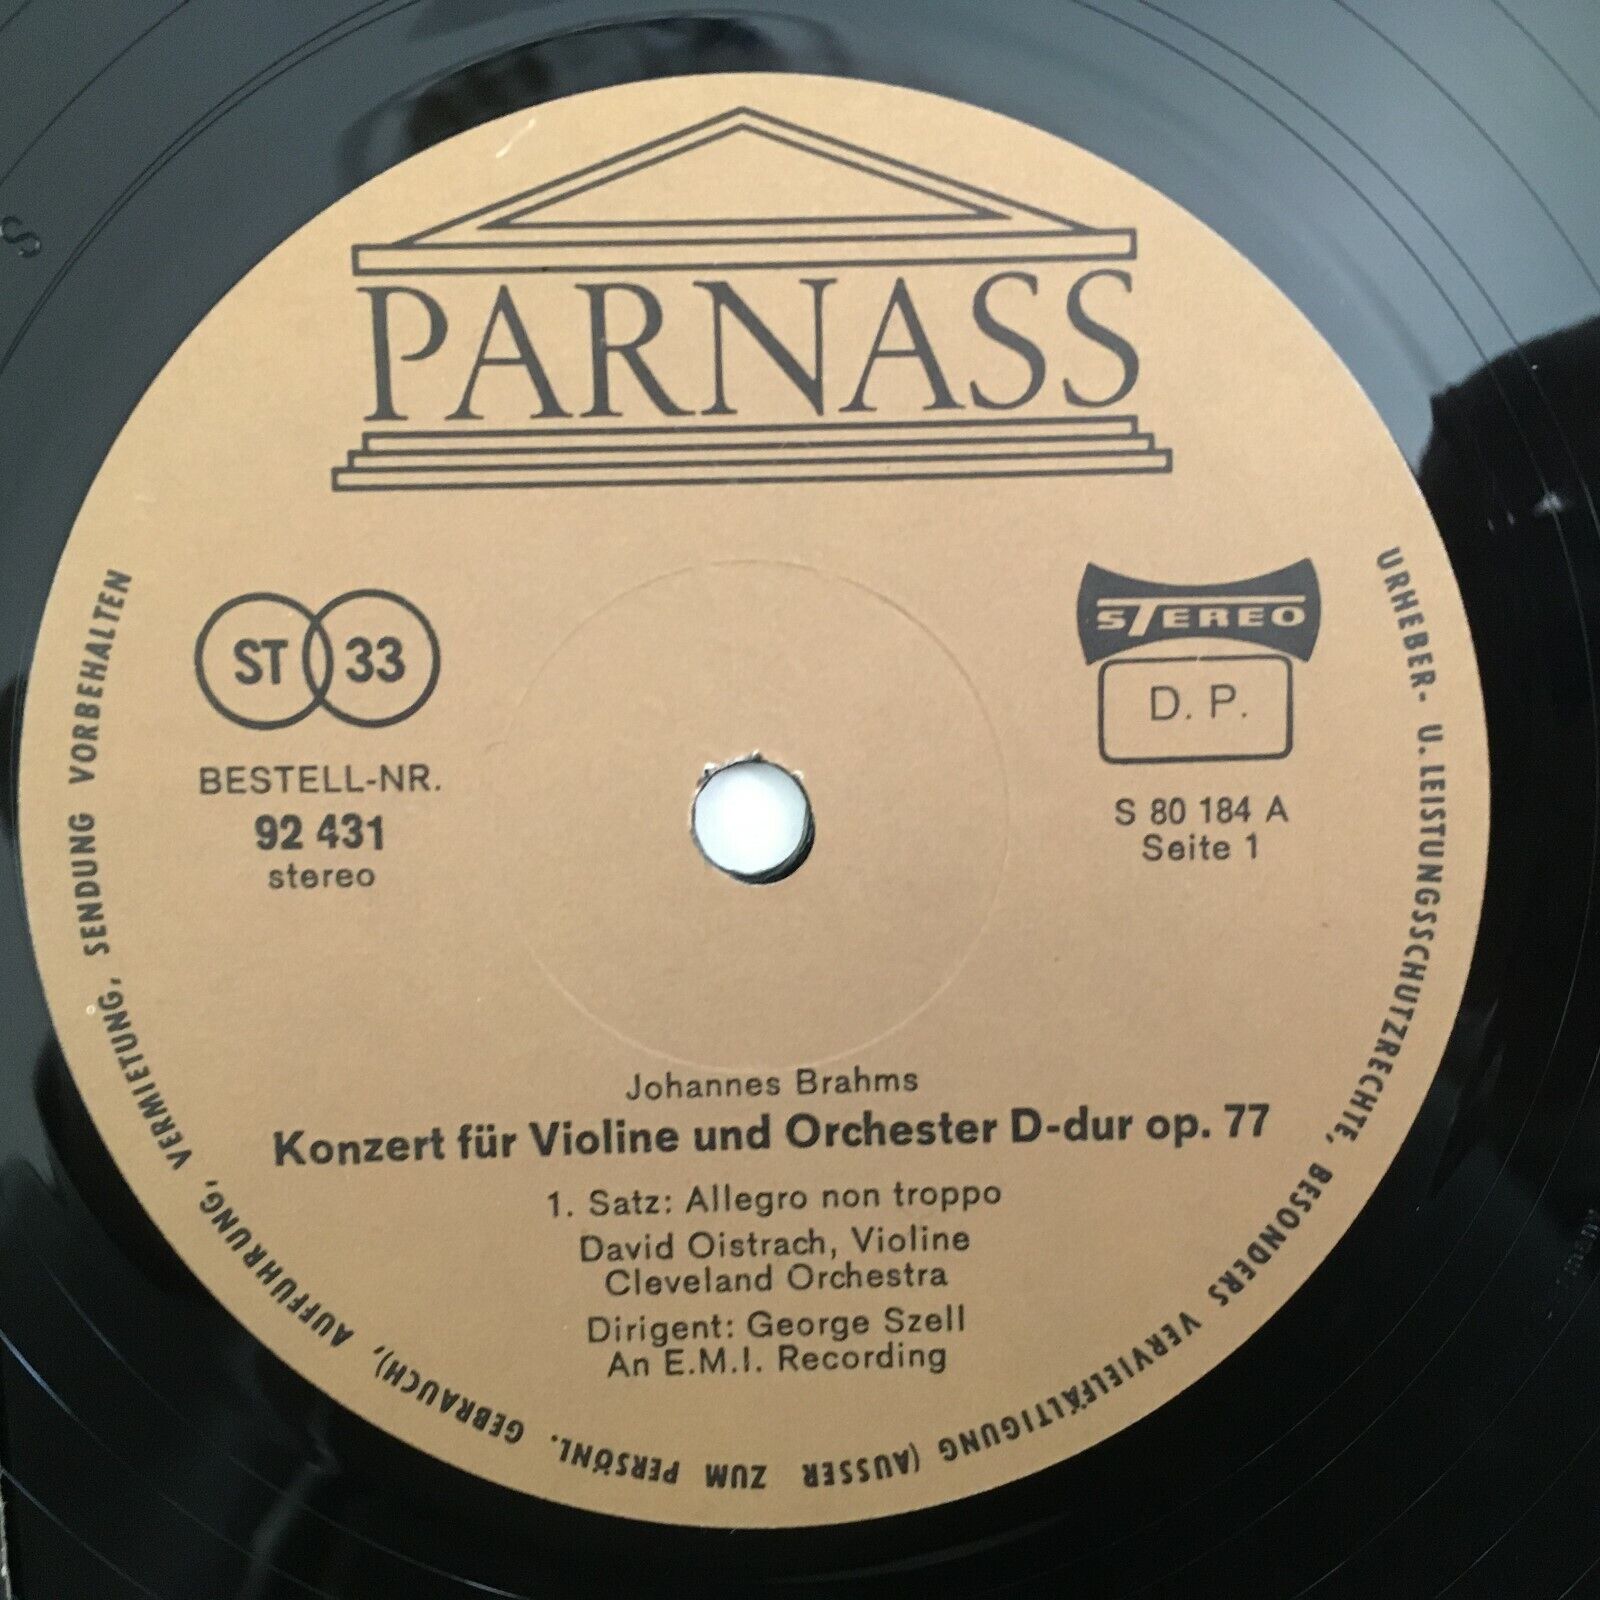 PARNASS
ST 33
STEREO
D. P.
BESTELL-NR.
92 431
stereo
S 80 184 A
Seite 1
Johannes Brahms
Konzert für Violine und Orchester D-dur op. 77
1. Satz: Allegro non troppo
David Oistrach, Violine
Cleveland Orchestra
Dirigent: George Szell
An E.M.I. Recording
URHEBER- U. LEISTUNGSSCHUTZRECHTE, BESONDERS VERVIELFÄLTIGUNG (AUSSER ZUM PERSÖNL. GEBRAUCH), AUFFÜHRUNG, VERMIETUNG, SENDUNG VORBEHALTEN
S